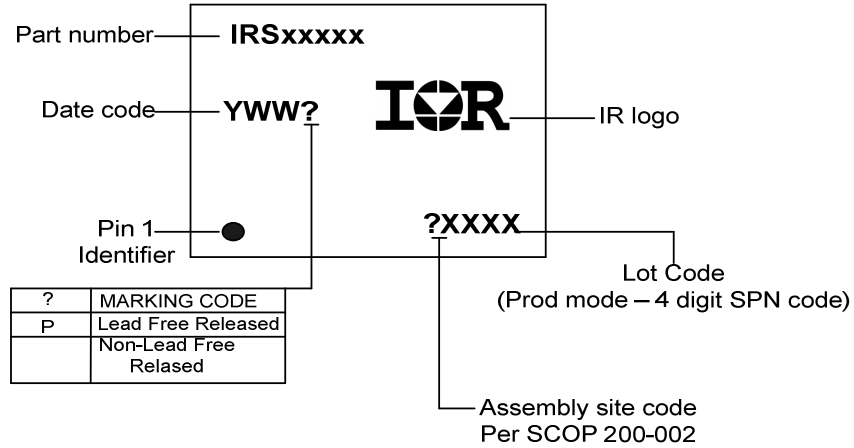 Part number
IRSxxxxx
Date code
YWW?
IOR
IR logo
Pin 1
Identifier
?XXXX
Lot Code
(Prod mode – 4 digit SPN code)
? MARKING CODE
P Lead Free Released
Non-Lead Free
Relased
Assembly site code
Per SCOP 200-002